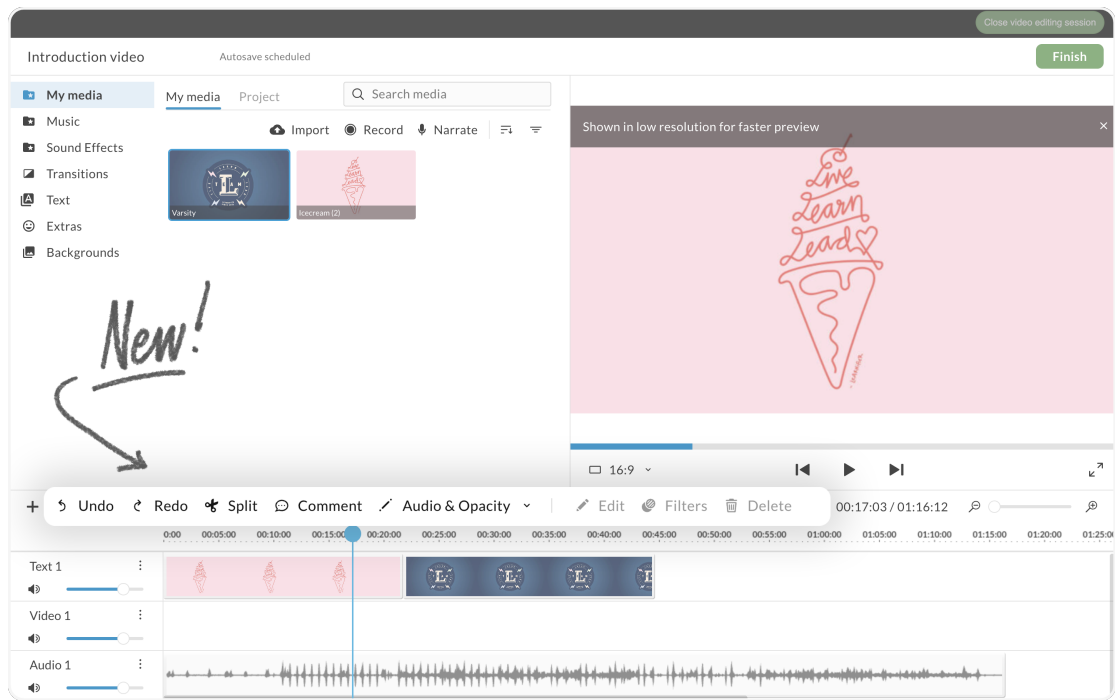 Close video editing session
Introduction video
Autosave scheduled
Finish
My media
Music
Sound Effects
Transitions
Text
Extras
Backgrounds
My media Project
Search media
Import Record Narrate
Varsity
Icecream (2)
Shown in low resolution for faster preview
Live
Learn
Lead
16:9
New!
Undo Redo Split Comment Audio & Opacity Edit Filters Delete
00:17:03 / 01:16:12
0:00 00:05:00 00:10:00 00:15:00 00:20:00 00:25:00 00:30:00 00:35:00 00:40:00 00:45:00 00:50:00 00:55:00 01:00:00 01:05:00 01:10:00 01:15:00 01:20:00 01:25:0
Text 1
Video 1
Audio 1